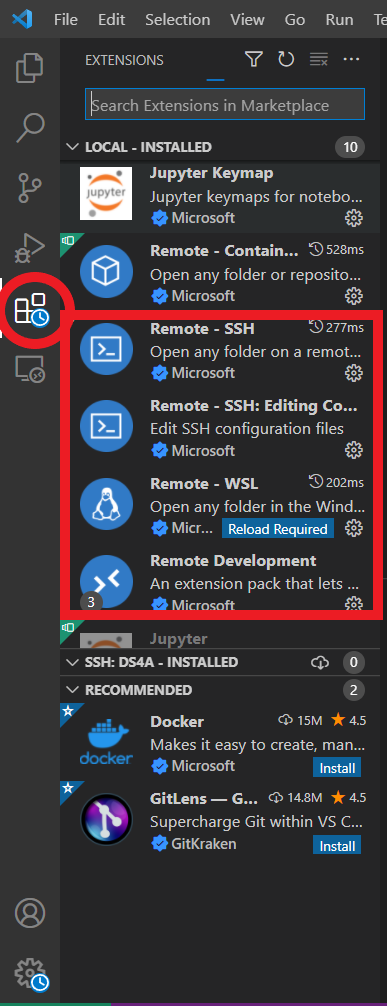 File Edit Selection View Go Run
EXTENSIONS
Search Extensions in Marketplace
LOCAL - INSTALLED 10
Jupyter Keymap
jupyter
Jupyter keymaps for notebo...
Microsoft
Remote - Contain... 528ms
Open any folder or reposito...
Microsoft
Remote - SSH 277ms
Open any folder on a remot...
Microsoft
Remote - SSH: Editing Co...
Edit SSH configuration files
Microsoft
Remote - WSL 202ms
Open any folder in the Wind...
Micr... Reload Required
Remote Development
An extension pack that lets ...
3
Microsoft
Jupyter
SSH: DS4A - INSTALLED 0
RECOMMENDED 2
Docker 15M 4.5
Makes it easy to create, man...
docker
Microsoft Install
GitLens — G... 14.8M 4.5
Supercharge Git within VS C...
GitKraken Install